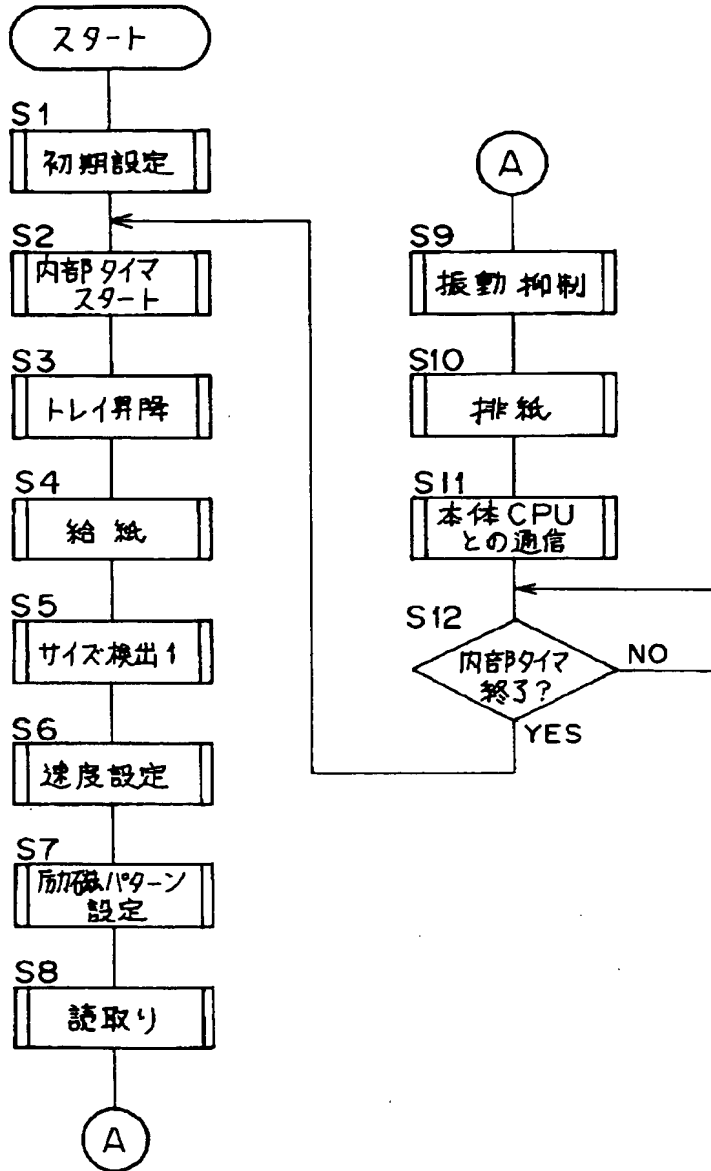 スタート
S1
初期設定
S2
内部タイマ
スタート
S3
トレイ昇降
S4
給紙
S5
サイズ検出1
S6
速度設定
S7
励磁パターン
設定
S8
読取り
A
A
S9
振動抑制
S10
排紙
S11
本体CPU
との通信
S12
内部タイマ
終了?
NO
YES